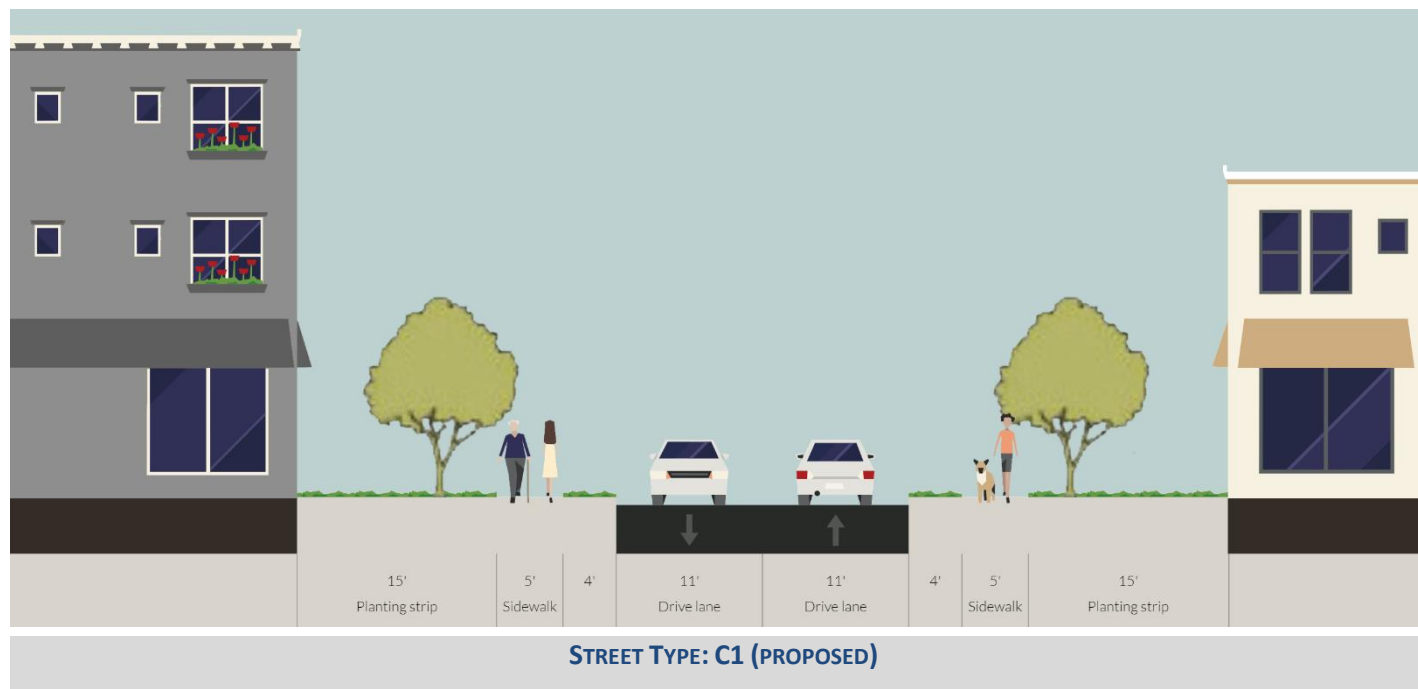 15' 5' 4' 11' 11' 4' 5' 15'
Planting strip Sidewalk Drive lane Drive lane Sidewalk Planting strip
STREET TYPE: C1 (PROPOSED)